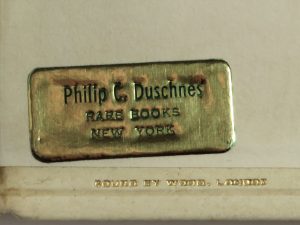 Philip C. Duschnes
RARE BOOKS
NEW YORK
BOUND BY WOOD, LONDON